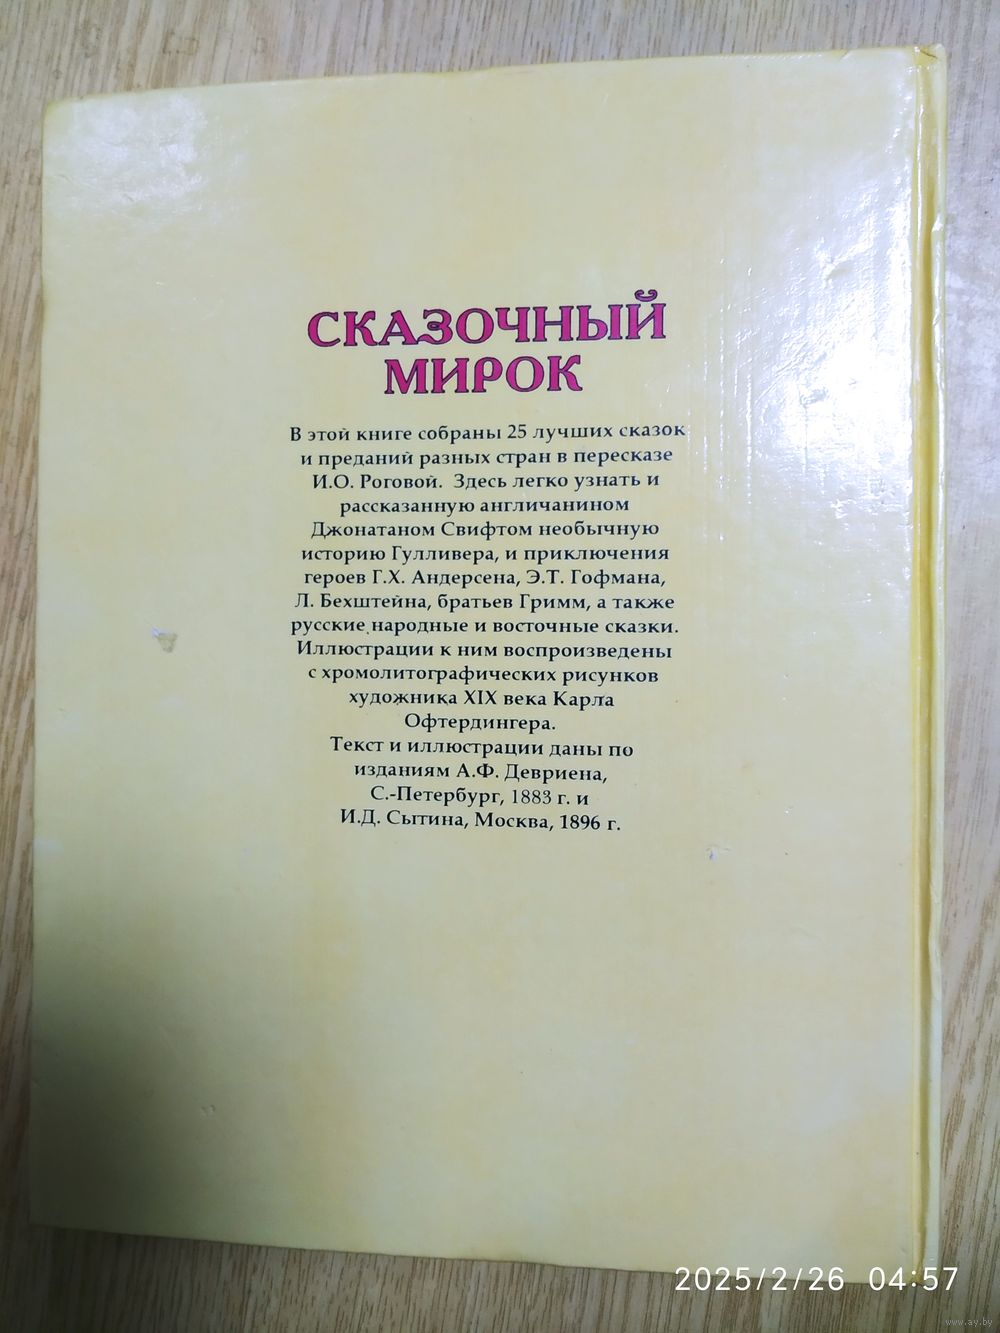 СКАЗОЧНЫЙ
МИРОК
В этой книге собраны 25 лучших сказок
и преданий разных стран в пересказе
И.О. Роговой. Здесь легко узнать и
рассказанную англичанином
Джонатаном Свифтом необычную
историю Гулливера, и приключения
героев Г.Х. Андерсена, Э.Т. Гофмана,
Л. Бехштейна, братьев Гримм, а также
русские народные и восточные сказки.
Иллюстрации к ним воспроизведены
с хромолитографических рисунков
художника XIX века Карла
Офтердингера.
Текст и иллюстрации даны по
изданиям А.Ф. Девриена,
С.-Петербург, 1883 г. и
И.Д. Сытина, Москва, 1896 г.
2025/2/26 04:57
www.ay.by